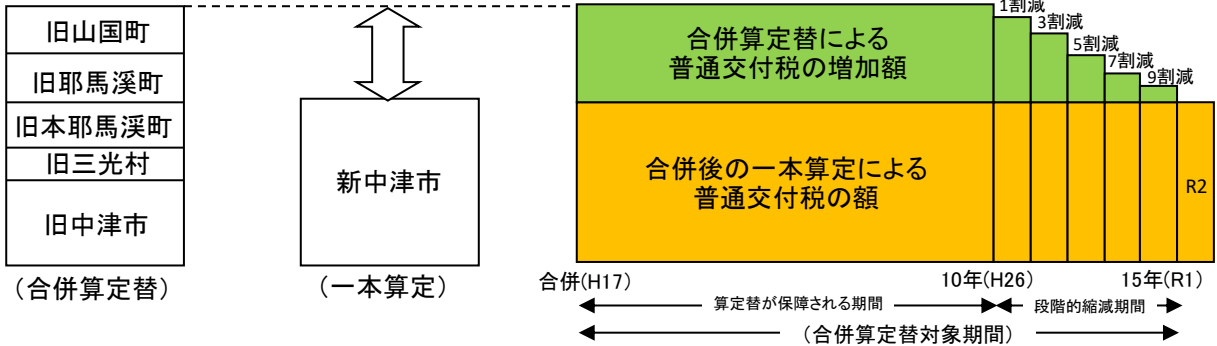 旧山国町
旧耶馬溪町
旧本耶馬溪町
旧三光村
旧中津市
(合併算定替)
新中津市
(一本算定)
合併算定替による
普通交付税の増加額
1割減
3割減
5割減
7割減
9割減
合併後の一本算定による
普通交付税の額
R2
合併(H17)
10年(H26)
15年(R1)
算定替が保障される期間
段階的縮減期間
(合併算定替対象期間)